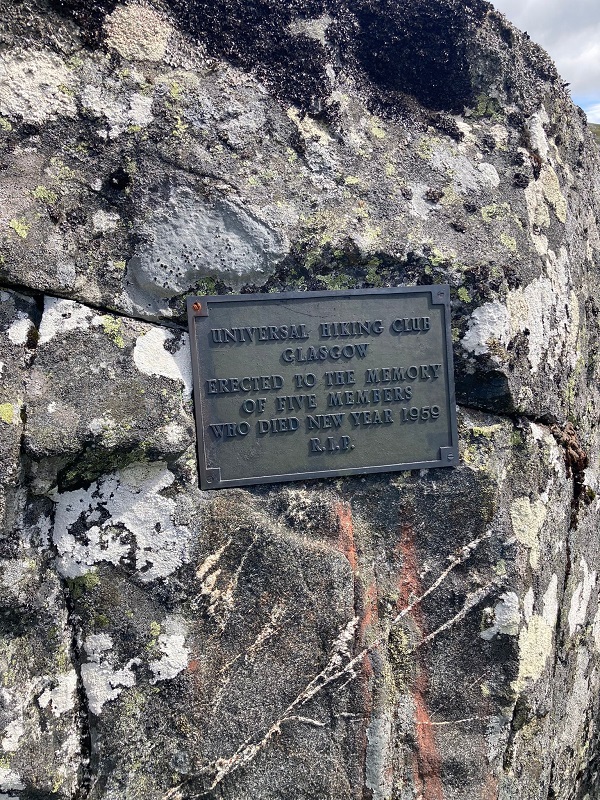 UNIVERSAL HIKING CLUB
GLASGOW
ERECTED TO THE MEMORY
OF FIVE MEMBERS
WHO DIED NEW YEAR 1959
R.I.P.